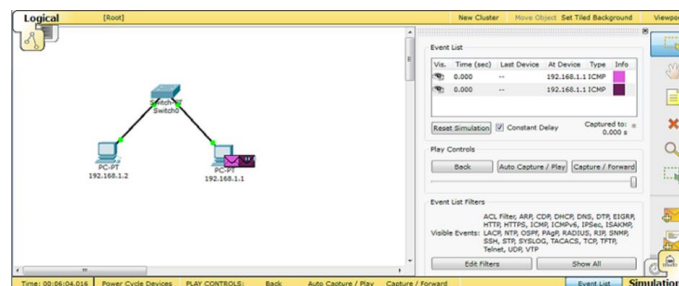 Logical [Root] New Cluster Move Object Set Tiled Background Viewport
Event List
Vis. Time (sec) Last Device At Device Type Info
0.000 -- 192.168.1.1 ICMP
0.000 -- 192.168.1.1 ICMP
Reset Simulation Constant Delay Captured to:
0.000 s
Play Controls
Back Auto Capture / Play Capture / Forward
Event List Filters
Visible Events: ACL Filter, ARP, CDP, DHCP, DNS, DTP, EIGRP,
HTTP, HTTPS, ICMP, ICMPv6, IPSec, ISAKMP,
LACP, NTP, OSPF, PAgP, RADIUS, RIP, SNMP,
SSH, STP, SYSLOG, TACACS, TCP, TFTP,
Telnet, UDP, VTP
Edit Filters Show All
Switch0
PC-PT
192.168.1.2
PC-PT
192.168.1.1
Time: 00:06:04.016 Power Cycle Devices PLAY CONTROLS: Back Auto Capture / Play Capture / Forward Event List Simulation